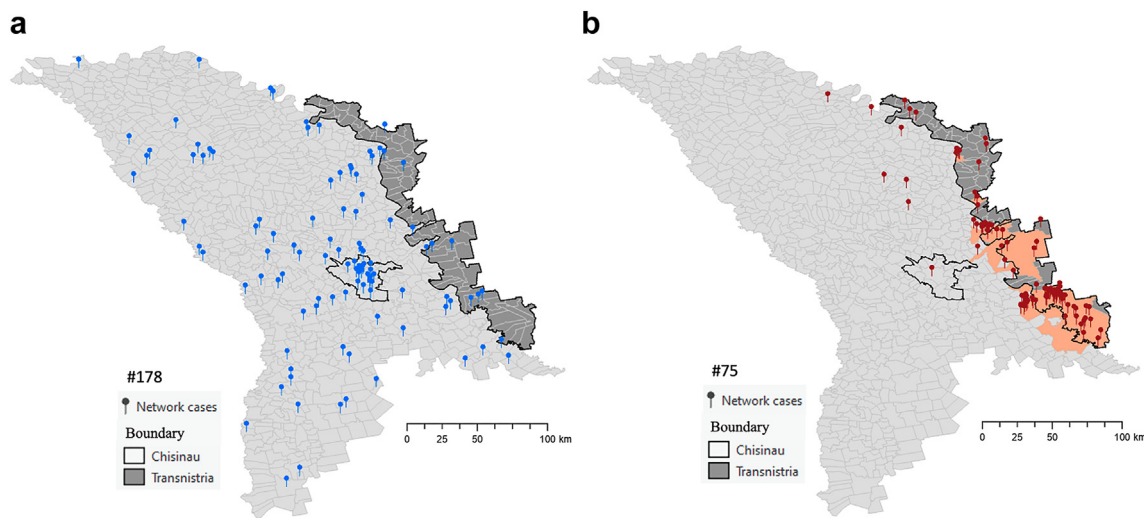 a
b
#178
Network cases
Boundary
Chisinau
Transnistria
0 25 50 100 km
#75
Network cases
Boundary
Chisinau
Transnistria
0 25 50 100 km